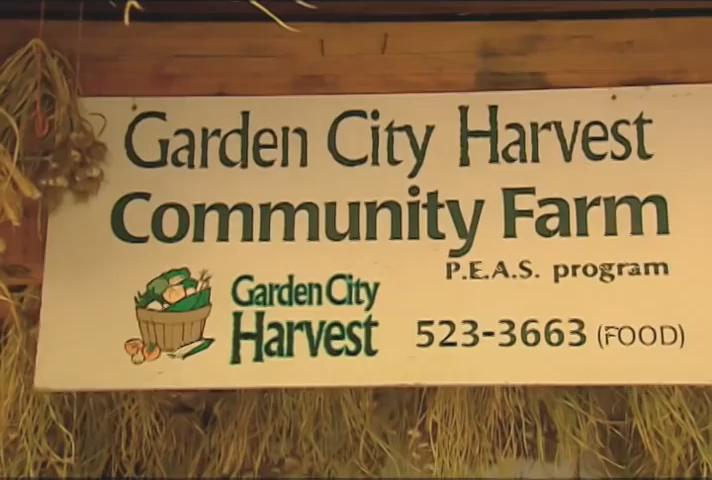 Garden City Harvest
Community Farm
P.E.A.S. program
Garden City
Harvest
523-3663 (FOOD)